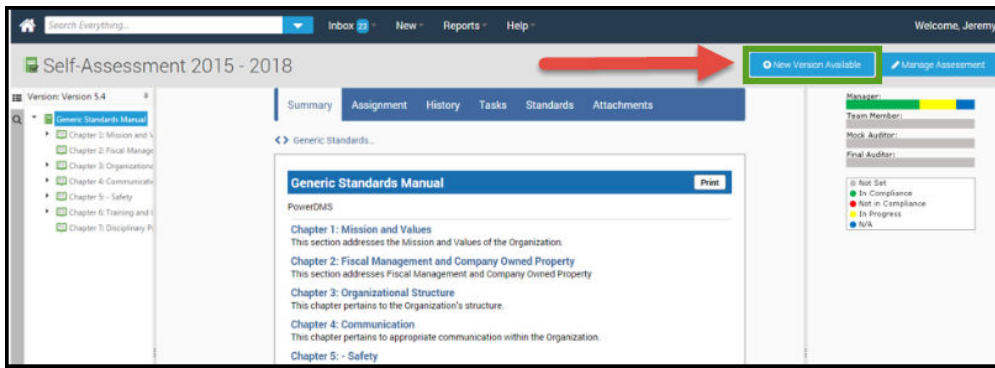 Search Everything...
Inbox 23
New
Reports
Help
Welcome, Jeremy
Self-Assessment 2015 - 2018
New Version Available
Manage Assessment
Version: Version 5.4
Generic Standards Manual
Chapter 1: Mission and V
Chapter 2: Fiscal Manage
Chapter 3: Organizationa
Chapter 4: Communicati
Chapter 5: - Safety
Chapter 6: Training and
Chapter 7: Disciplinary P
Summary
Assignment
History
Tasks
Standards
Attachments
Generic Standards...
Generic Standards Manual
Print
PowerDMS
Chapter 1: Mission and Values
This section addresses the Mission and Values of the Organization.
Chapter 2: Fiscal Management and Company Owned Property
This section addresses Fiscal Management and Company Owned Property
Chapter 3: Organizational Structure
This chapter pertains to the Organization's structure.
Chapter 4: Communication
This chapter pertains to appropriate communication within the Organization.
Chapter 5: - Safety
Manager:
Team Member:
Mock Auditor:
Final Auditor:
Not Set
In Compliance
Not in Compliance
In Progress
N/A